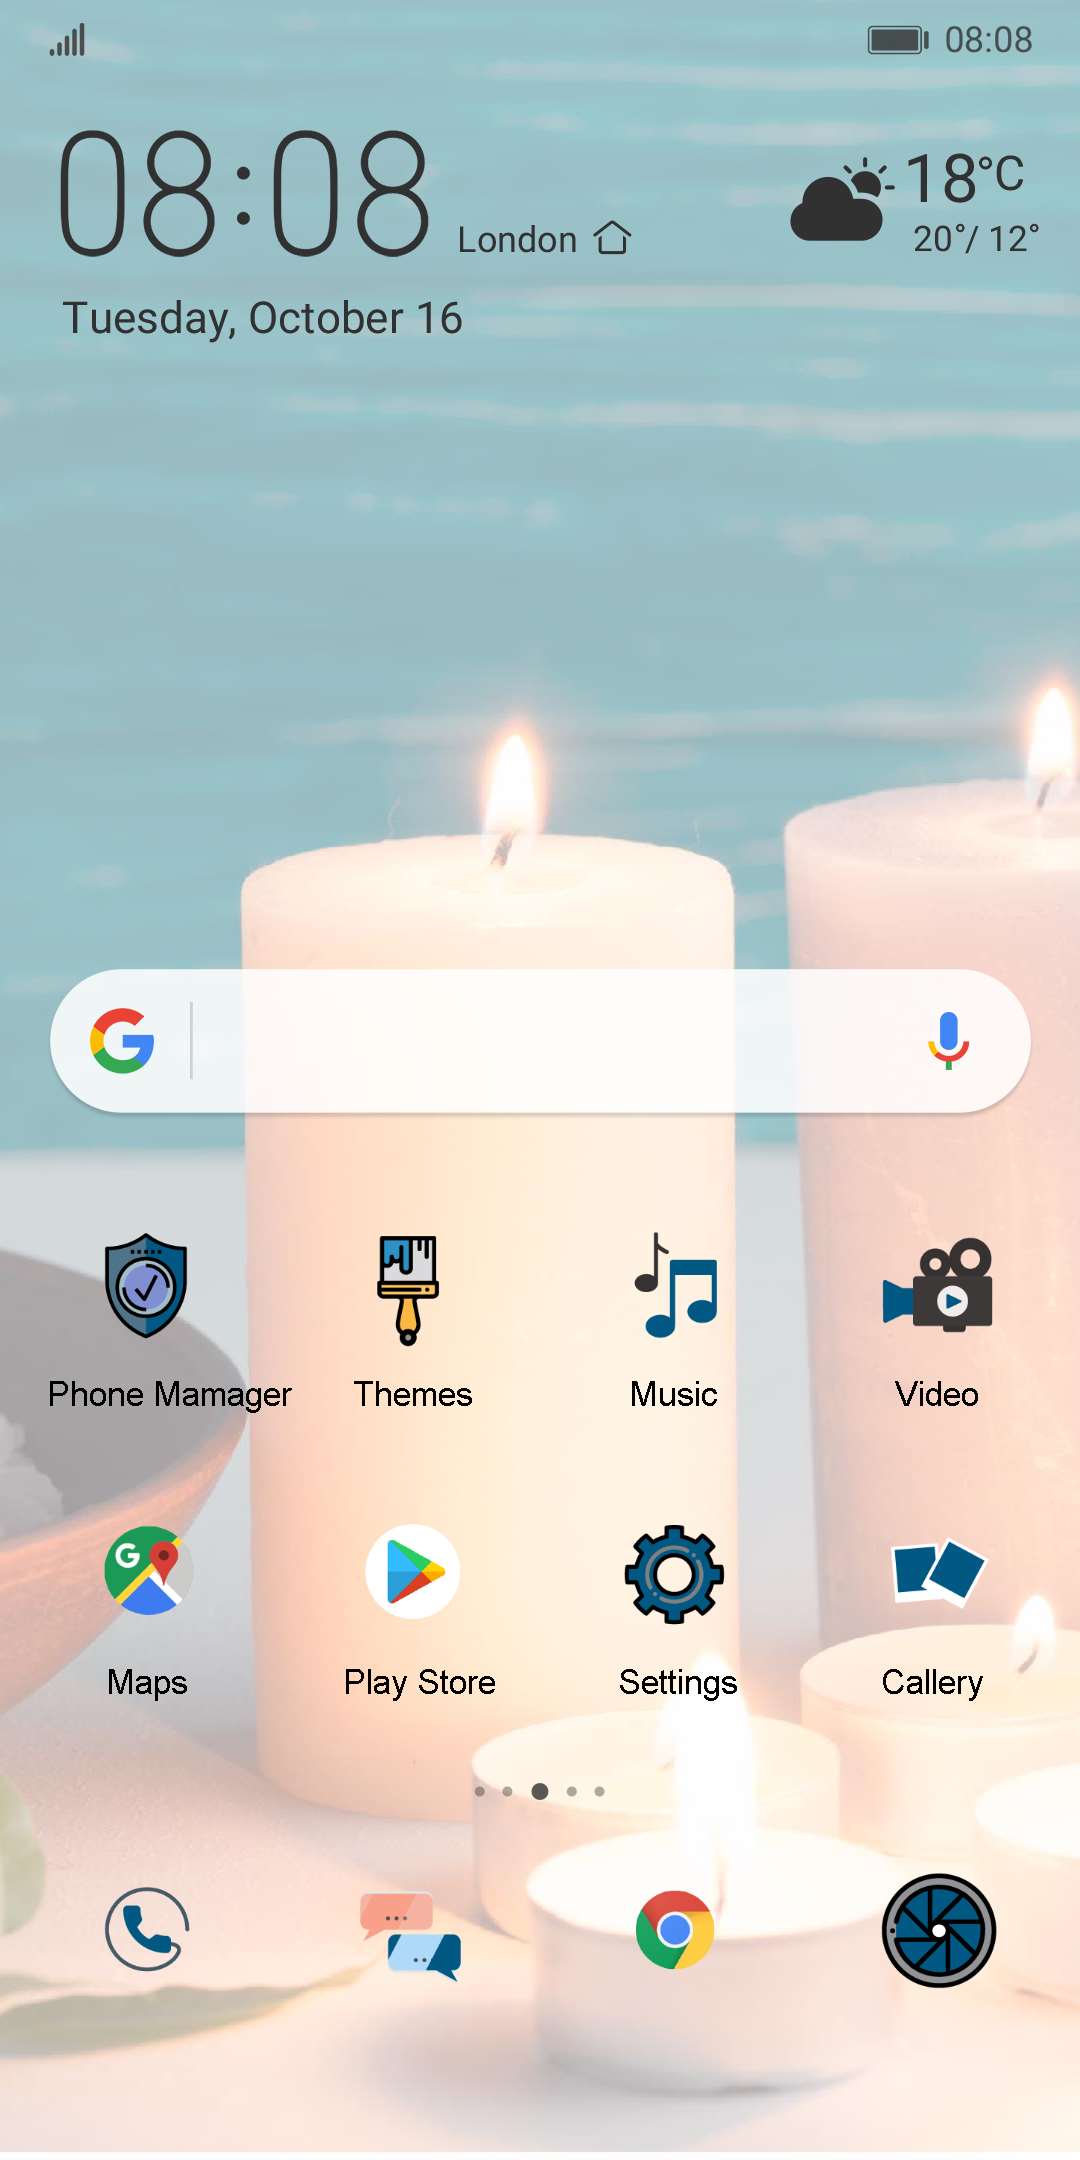 08:08
08:08
London
18°C
20°/ 12°
Tuesday, October 16
Phone Mamager
Themes
Music
Video
Maps
Play Store
Settings
Callery